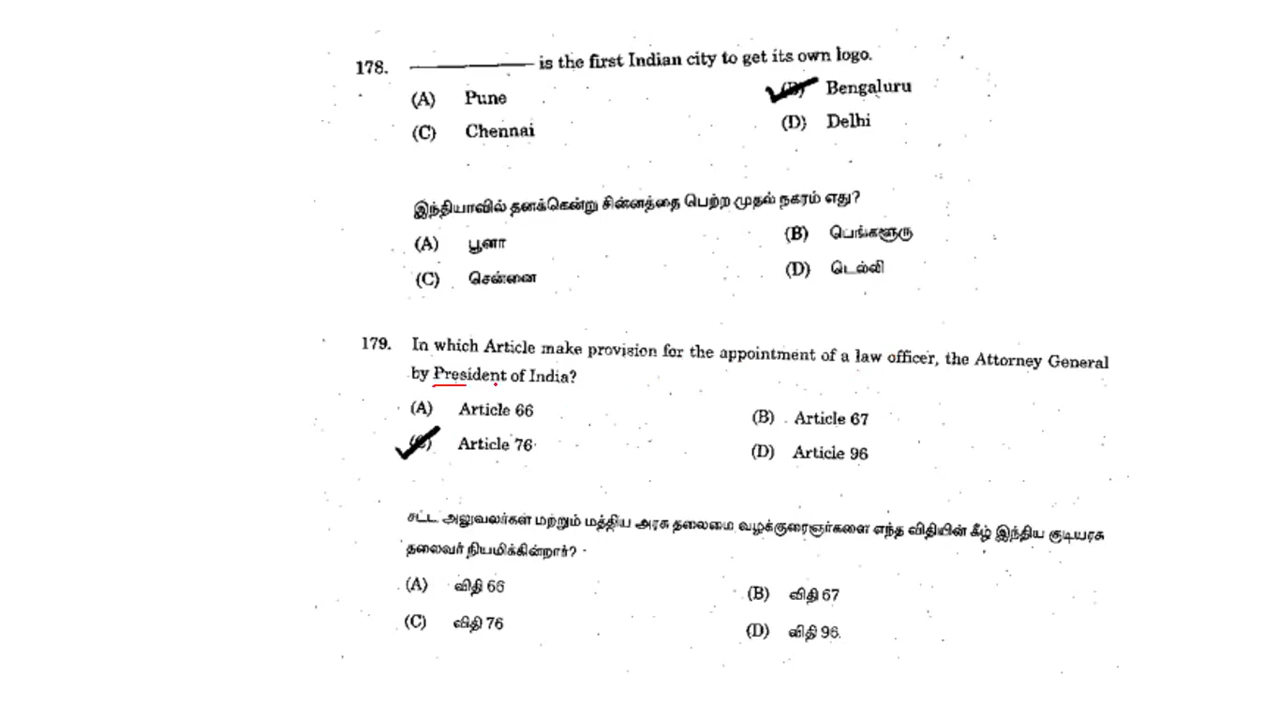 178. __________ is the first Indian city to get its own logo.
(A) Pune (B) Bengaluru
(C) Chennai (D) Delhi
இந்தியாவில் தனக்கென்று சின்னத்தை பெற்ற முதல் நகரம் எது?
(A) பூனா (B) பெங்களூரு
(C) சென்னை (D) டெல்லி
179. In which Article make provision for the appointment of a law officer, the Attorney General
by President of India?
(A) Article 66 (B) Article 67
(C) Article 76 (D) Article 96
சட்ட அலுவலர்கள் மற்றும் மத்திய அரசு தலைமை வழக்குரைஞர்களை எந்த விதியின் கீழ் இந்திய குடியரசு
தலைவர் நியமிக்கின்றார்?
(A) விதி 66 (B) விதி 67
(C) விதி 76 (D) விதி 96.